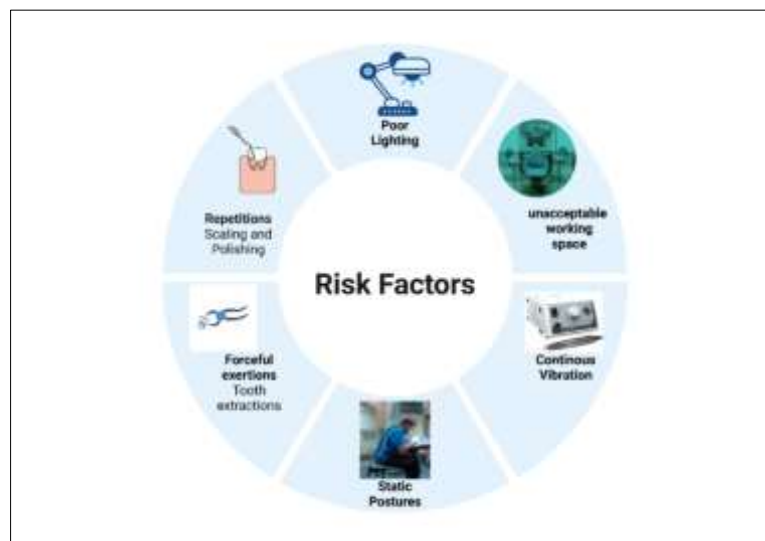 Poor
Lighting
unacceptable
working
space
Continous
Vibration
Static
Postures
Forceful
exertions
Tooth
extractions
Repetitions
Scaling and
Polishing
Risk Factors